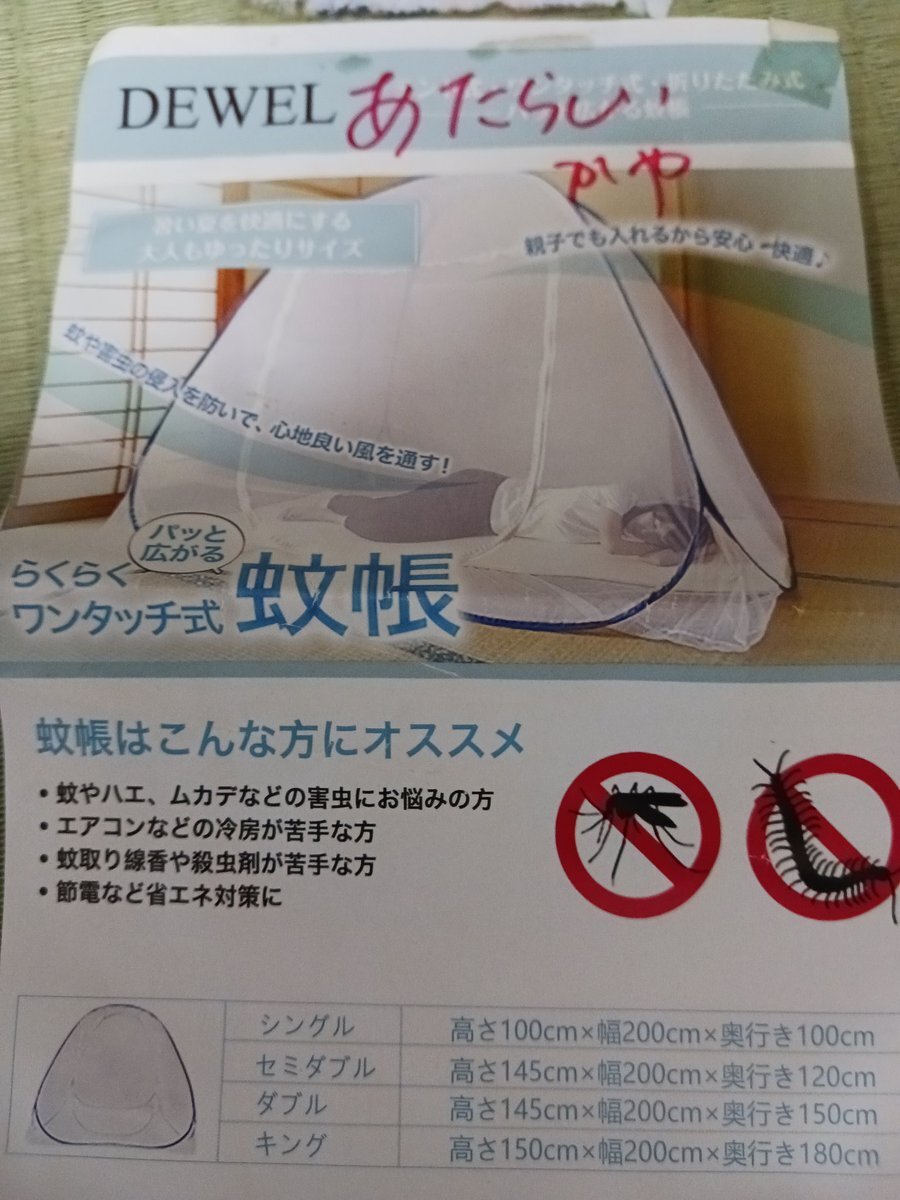 DEWEL
あたらしい
かや
タッチ式・折りたたみ式
蚊帳
暑い夏を快適にする
大人もゆったりサイズ
親子でも入れるから安心・快適♪
蚊や害虫の侵入を防いで、心地良い風を通す!
パッと
広がる
らくらく
ワンタッチ式
蚊帳
蚊帳はこんな方にオススメ
・蚊やハエ、ムカデなどの害虫にお悩みの方
・エアコンなどの冷房が苦手な方
・蚊取り線香や殺虫剤が苦手な方
・節電など省エネ対策に
シングル 高さ100cm×幅200cm×奥行き100cm
セミダブル 高さ145cm×幅200cm×奥行き120cm
ダブル 高さ145cm×幅200cm×奥行き150cm
キング 高さ150cm×幅200cm×奥行き180cm